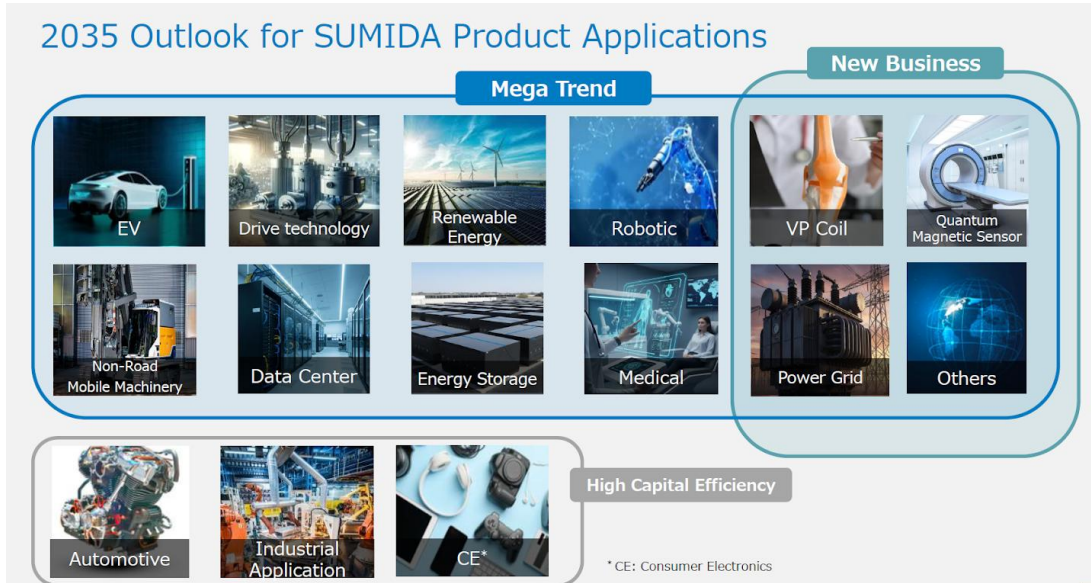 2035 Outlook for SUMIDA Product Applications
New Business
Mega Trend
EV
Drive technology
Renewable
Energy
Robotic
VP Coil
Quantum
Magnetic Sensor
Non-Road
Mobile Machinery
Data Center
Energy Storage
Medical
Power Grid
Others
High Capital Efficiency
Automotive
Industrial
Application
CE*
*CE: Consumer Electronics